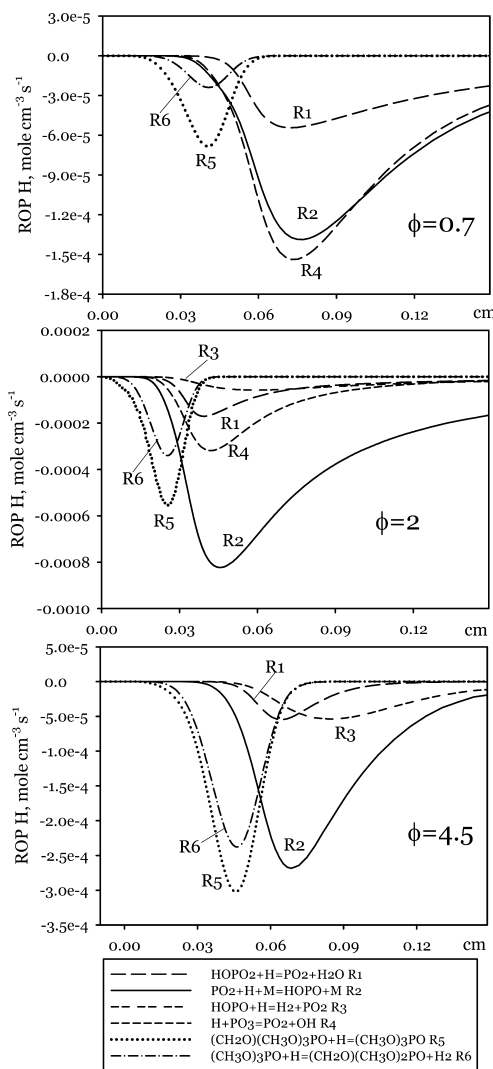 3.0e-5
0.0
-3.0e-5
-6.0e-5
-9.0e-5
-1.2e-4
-1.5e-4
-1.8e-4
ROP H, mole cm⁻³ s⁻¹
R6
R5
R1
R2
R4
ϕ=0.7
0.00 0.03 0.06 0.09 0.12 cm
0.0002
0.0000
-0.0002
-0.0004
-0.0006
-0.0008
-0.0010
ROP H, mole cm⁻³ s⁻¹
R3
R1
R4
R6
R5
R2
ϕ=2
0.00 0.03 0.06 0.09 0.12 cm
5.0e-5
0.0
-5.0e-5
-1.0e-4
-1.5e-4
-2.0e-4
-2.5e-4
-3.0e-4
-3.5e-4
ROP H, mole cm⁻³ s⁻¹
R1
R3
R6
R5
R2
ϕ=4.5
0.00 0.03 0.06 0.09 0.12 cm
HOPO2+H=PO2+H2O R1
PO2+H+M=HOPO+M R2
HOPO+H=H2+PO2 R3
H+PO3=PO2+OH R4
(CH2O)(CH3O)3PO+H=(CH3O)3PO R5
(CH3O)3PO+H=(CH2O)(CH3O)2PO+H2 R6